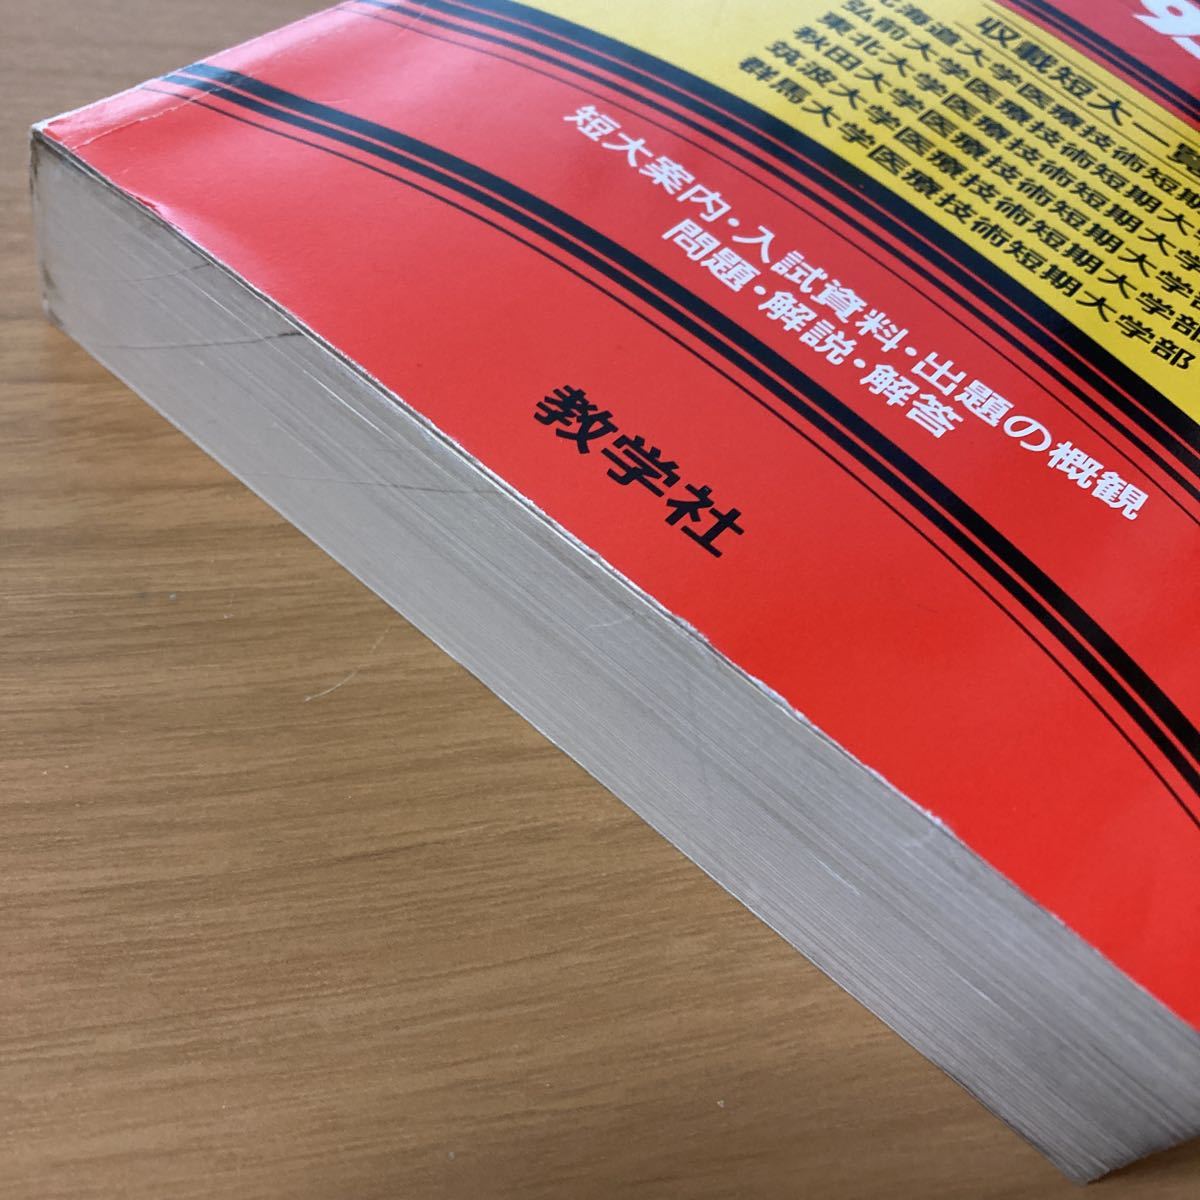 収載短大一覧
北海道大学医療技術短期
弘前大学医療技術短期大
東北大学医療技術短期大学
秋田大学医療技術短期大学部
筑波大学医療技術短期大学部
群馬大学医療技術短期大学部
短大案内・入試資料・出題の概観
問題・解説・解答
教学社